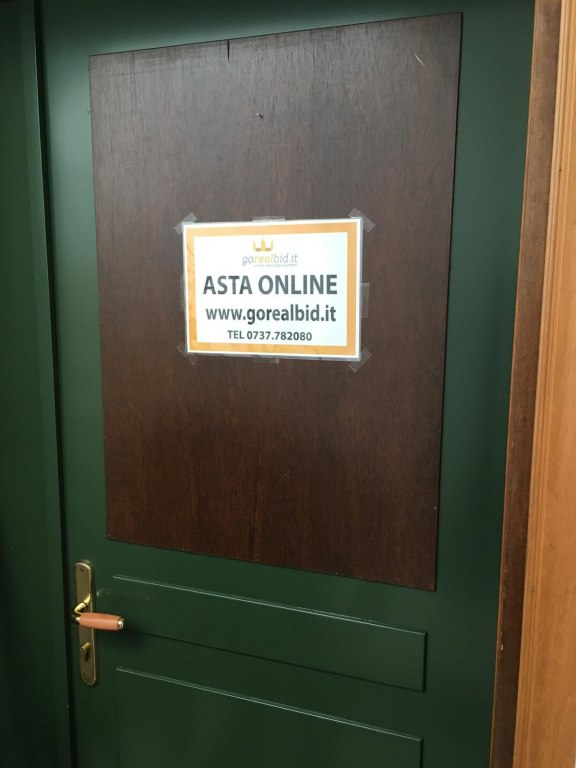 gorealbid.it
ASTA ONLINE
www.gorealbid.it
TEL 0737.782080